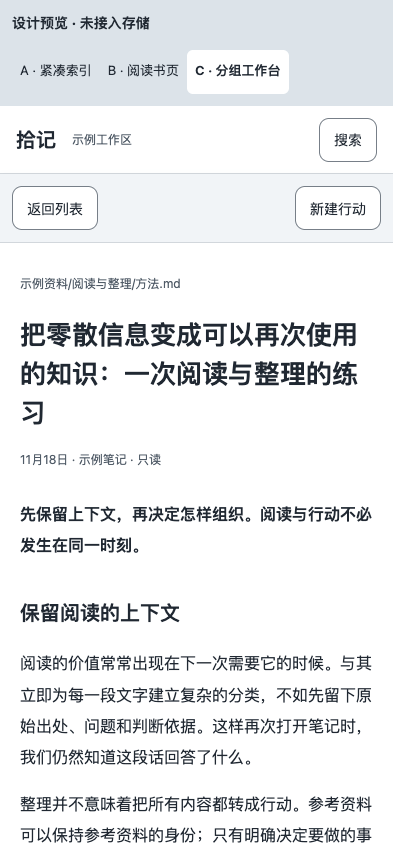 设计预览 · 未接入存储
A · 紧凑索引 B · 阅读书页 C · 分组工作台
拾记 示例工作区 搜索
返回列表 新建行动
示例资料/阅读与整理/方法.md
把零散信息变成可以再次使用
的知识：一次阅读与整理的练
习
11月18日 · 示例笔记 · 只读
先保留上下文，再决定怎样组织。阅读与行动不必
发生在同一时刻。
保留阅读的上下文
阅读的价值常常出现在下一次需要它的时候。与其
立即为每一段文字建立复杂的分类，不如先留下原
始出处、问题和判断依据。这样再次打开笔记时，
我们仍然知道这段话回答了什么。
整理并不意味着把所有内容都转成行动。参考资料
可以保持参考资料的身份；只有明确决定要做的事